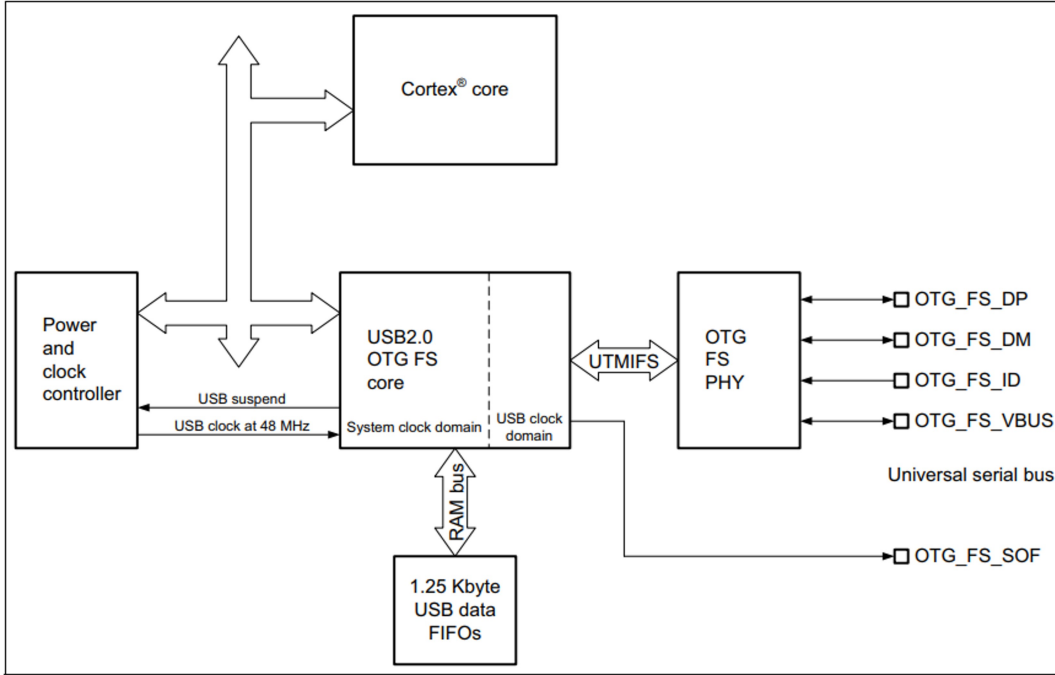 Cortex® core
Power
and
clock
controller
USB2.0
OTG FS
core
UTMIFS
OTG
FS
PHY
OTG_FS_DP
OTG_FS_DM
OTG_FS_ID
OTG_FS_VBUS
USB suspend
USB clock at 48 MHz
System clock domain
USB clock
domain
Universal serial bus
RAM bus
OTG_FS_SOF
1.25 Kbyte
USB data
FIFOs